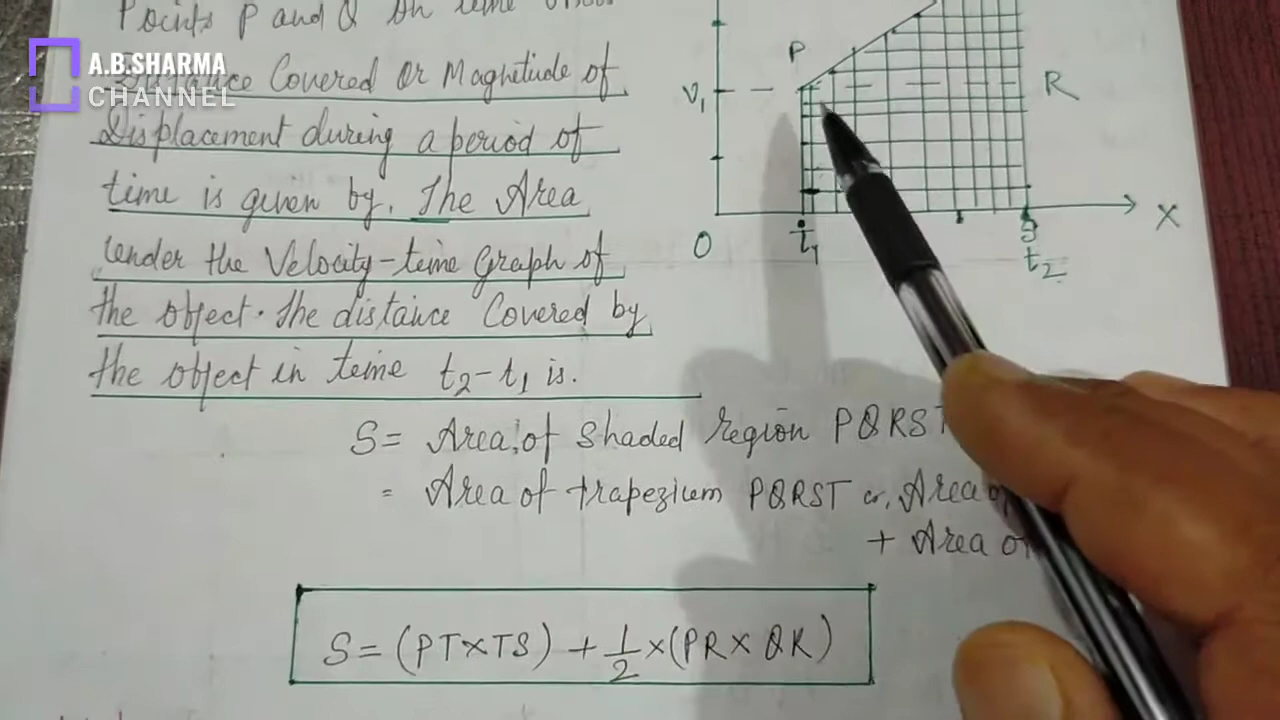 Points P and Q on time
A.B.SHARMA
CHANNEL
Distance Covered Or Magnetude of
Displacement during a period of
time is given by. The Area
Under the Velocity-time Graph of
the object. The distance Covered by
the object in time t₂-t₁ is.
S = Area of Shaded region PQRST
= Area of trapezium PQRST or, Area of
+ Area of
S = (PT×TS) + 1/2 ×(PR × QR)
P
V₁
R
O
t₁
S
t₂
X